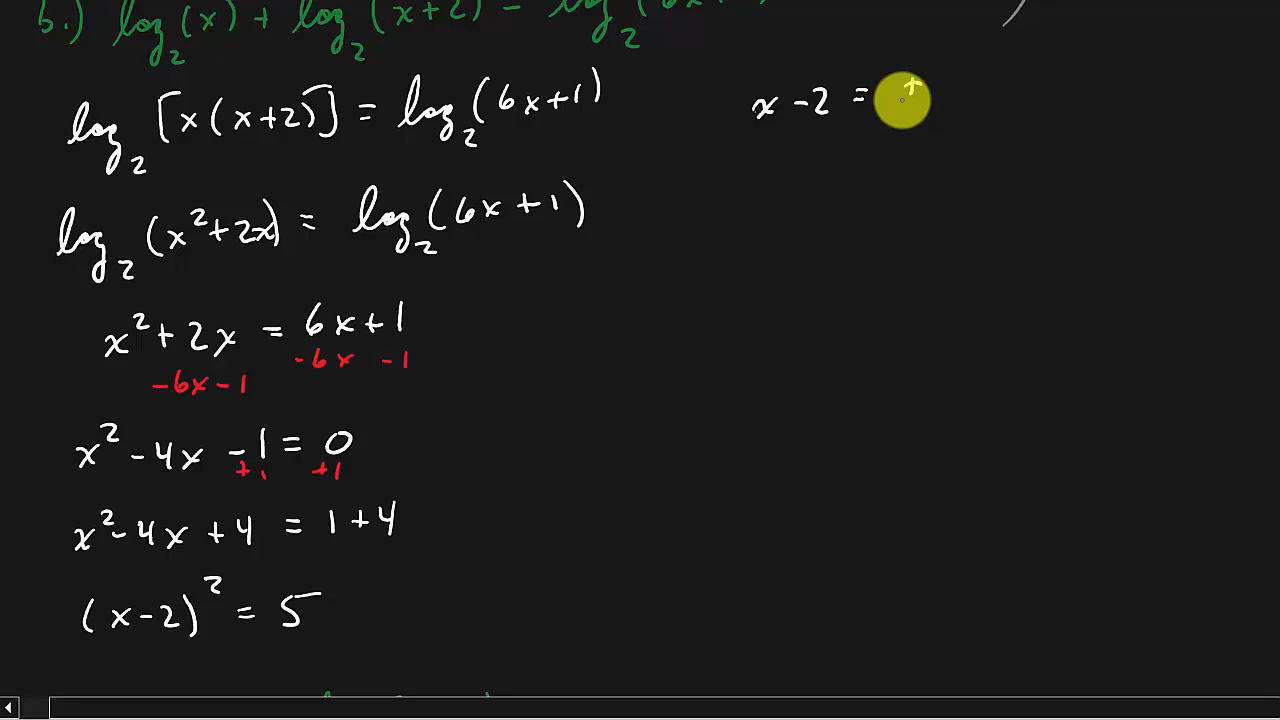 b.) log₂(x) + log₂(x+2) = log₂(6x+
log₂[x(x+2)] = log₂(6x+1)
log₂(x²+2x) = log₂(6x+1)
x²+2x = 6x+1
-6x -1
-6x-1
x²-4x -1 = 0
+1 +1
x²-4x+4 = 1+4
(x-2)² = 5
x-2 = +